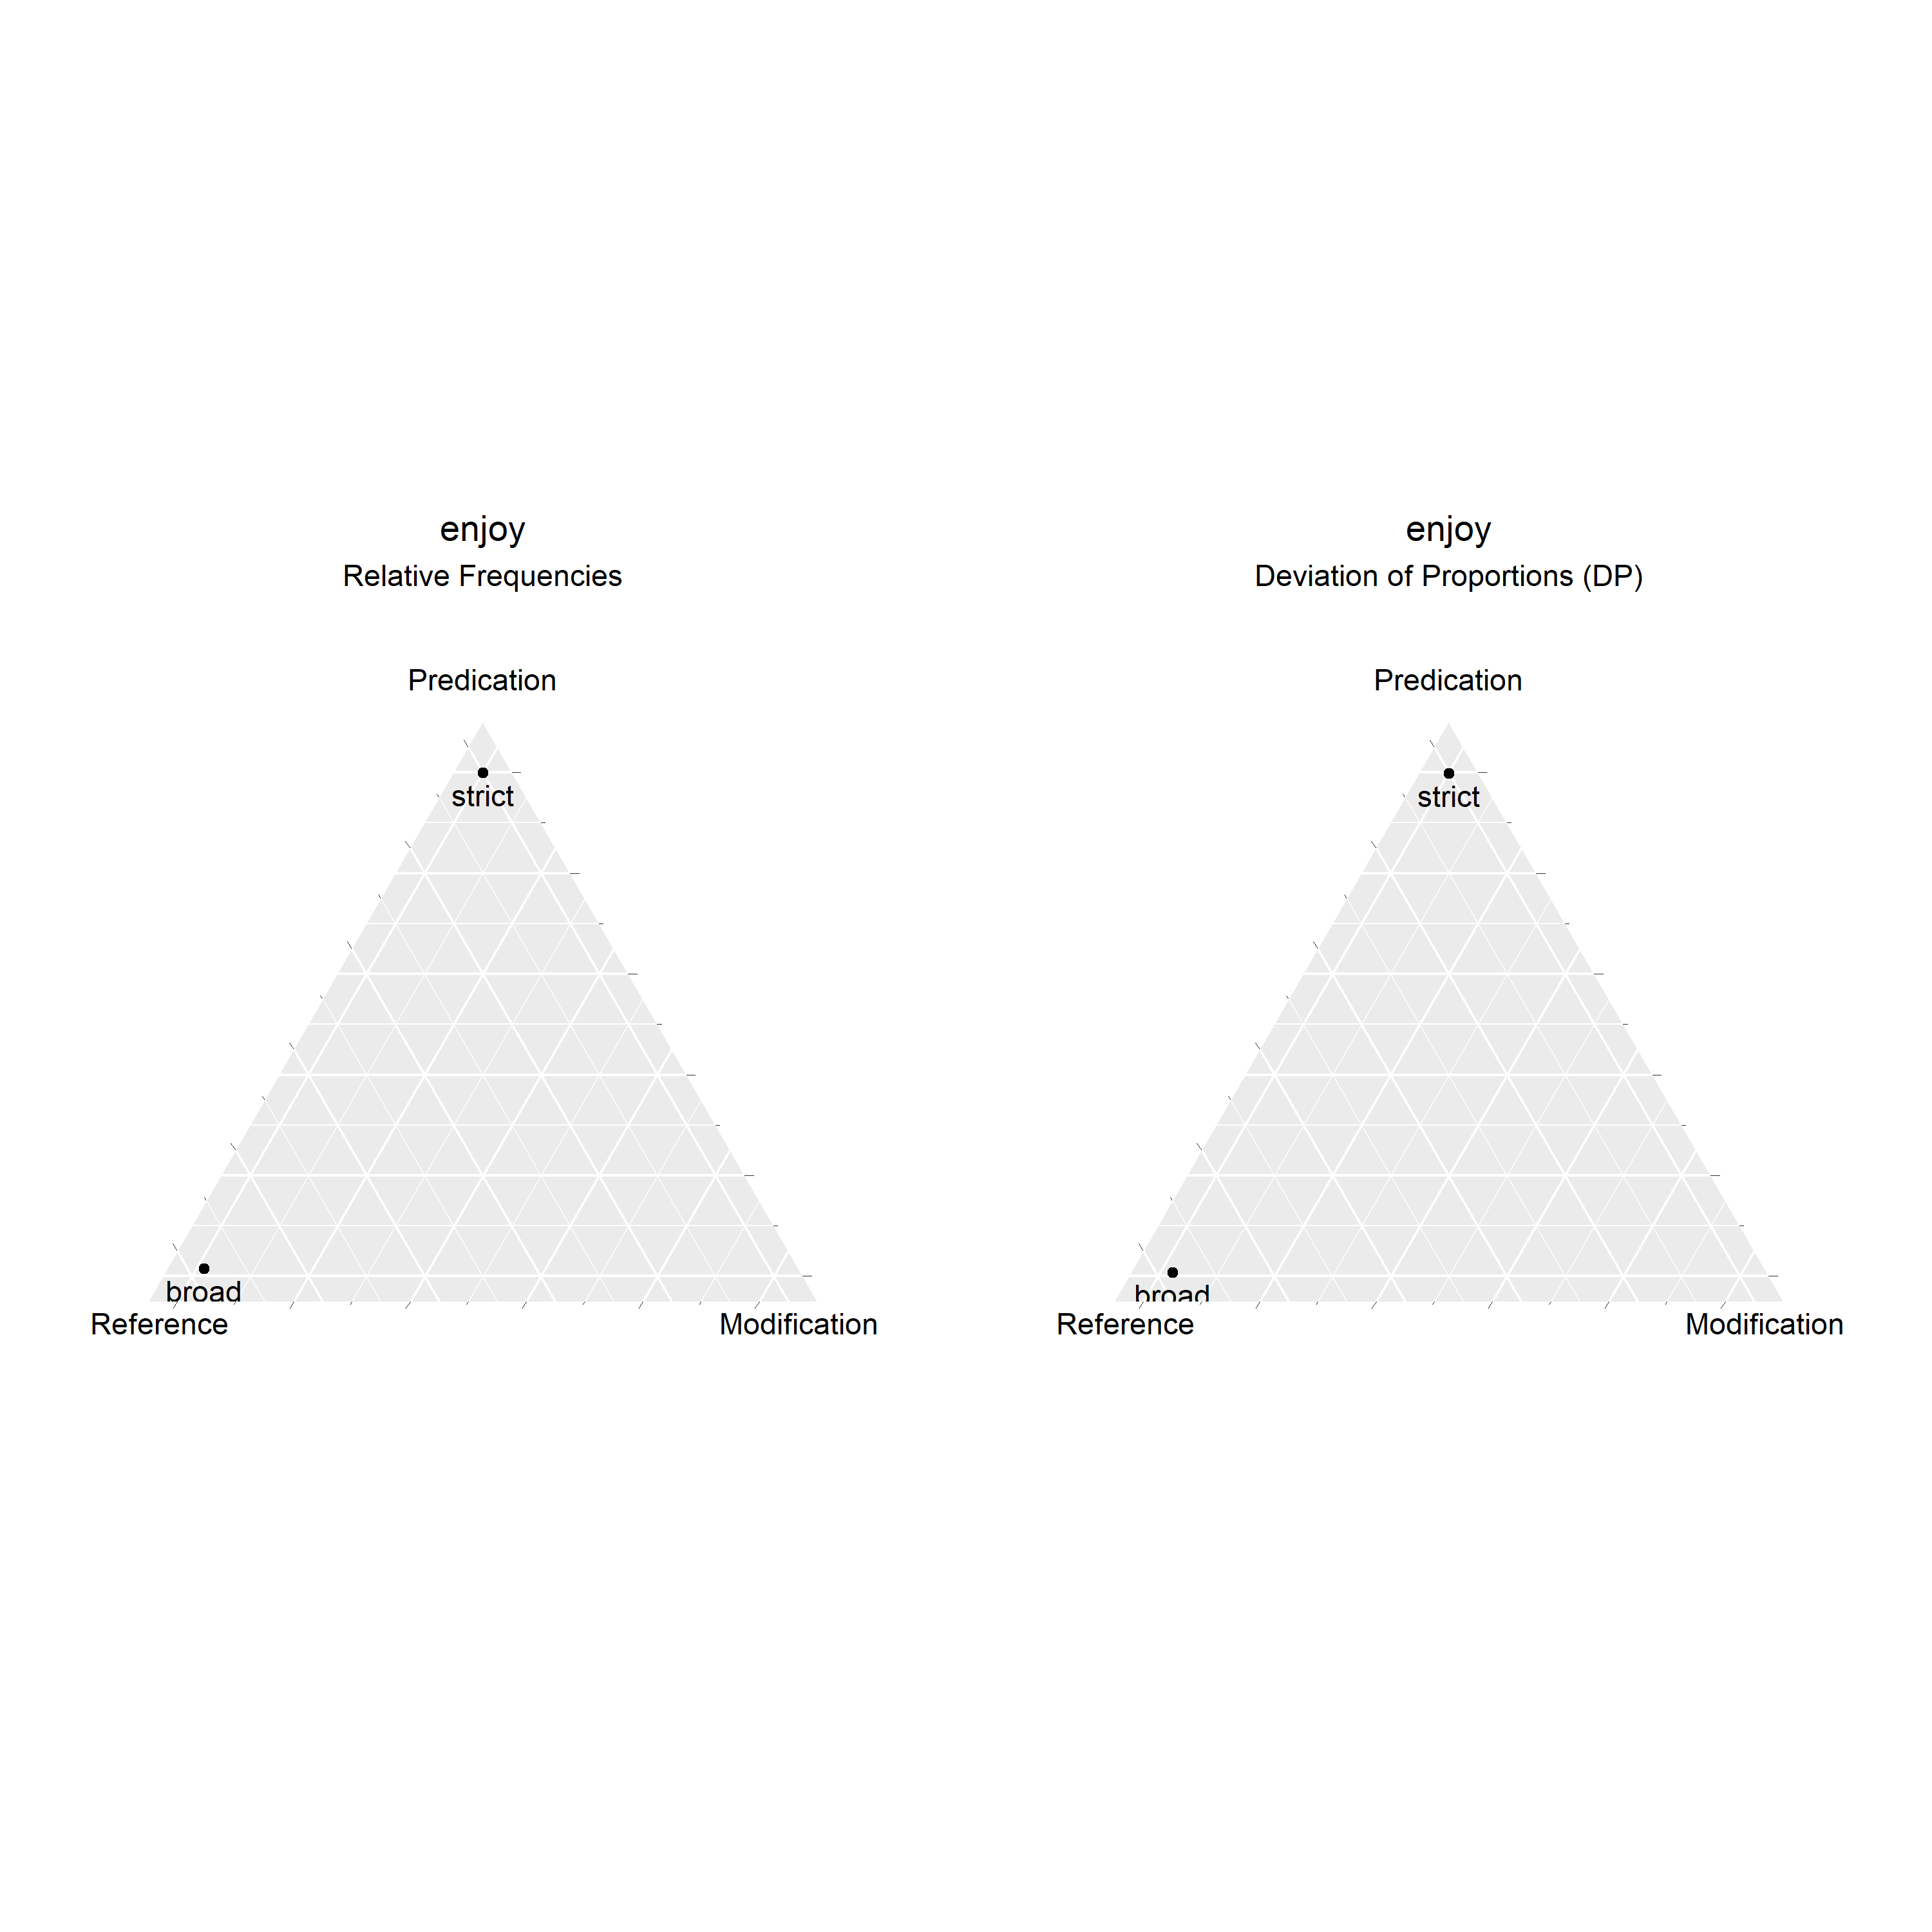 enjoy
Relative Frequencies
Predication
strict
broad
Reference
Modification
enjoy
Deviation of Proportions (DP)
Predication
strict
broad
Reference
Modification